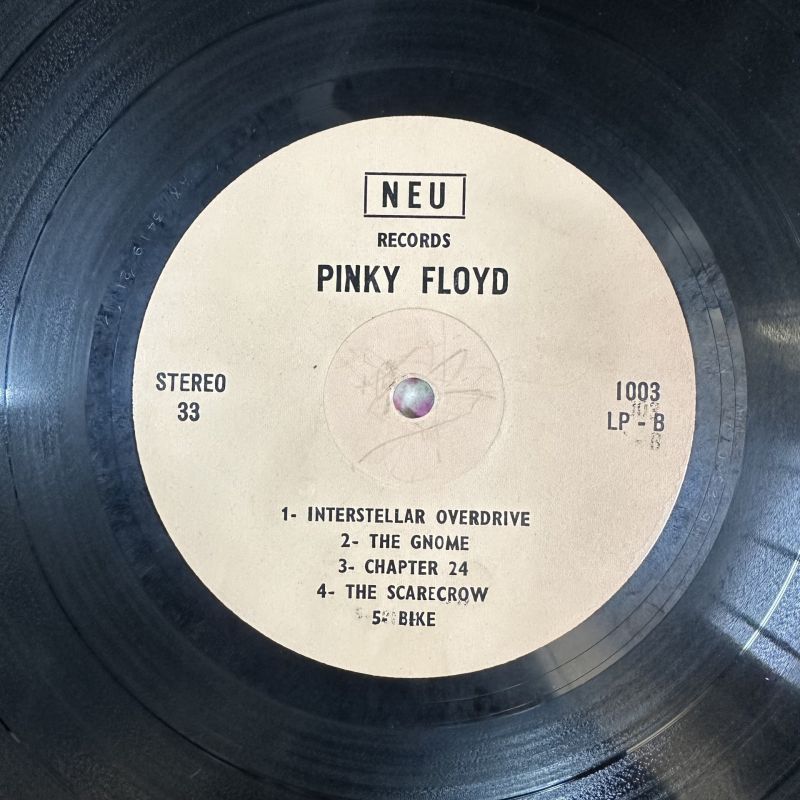 NEU
RECORDS
PINKY FLOYD
STEREO
33
1003
LP - B
1- INTERSTELLAR OVERDRIVE
2- THE GNOME
3- CHAPTER 24
4- THE SCARECROW
5- BIKE